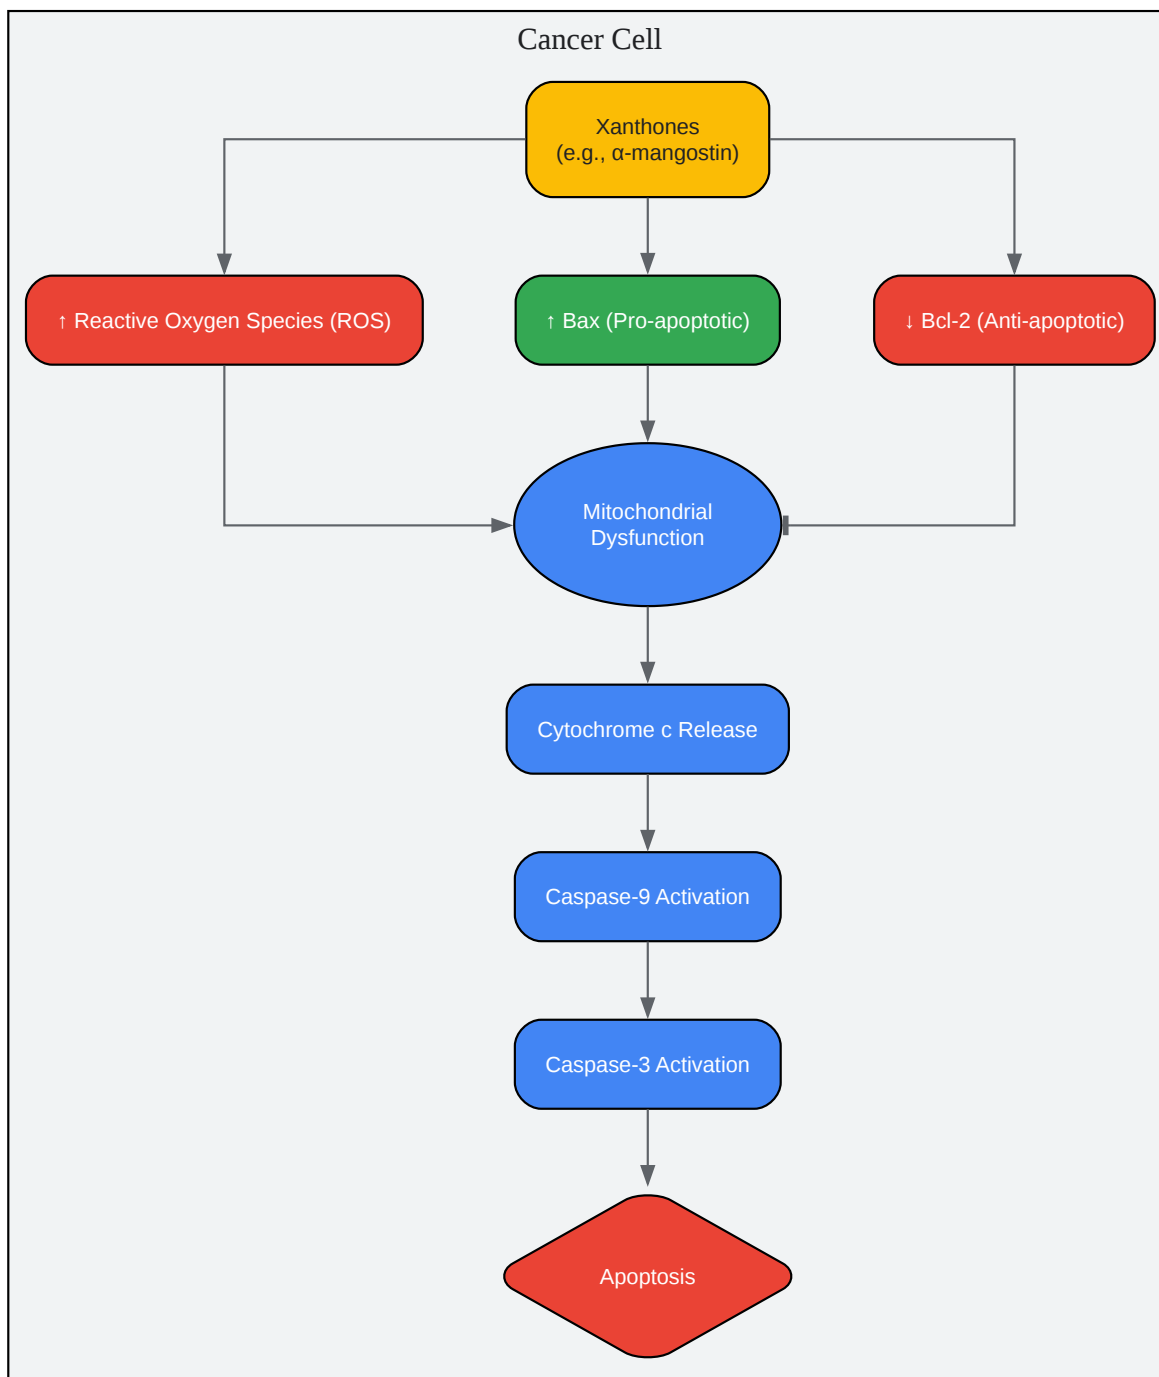 Cancer Cell
Xanthones
(e.g., α-mangostin)
↑ Reactive Oxygen Species (ROS)
↑ Bax (Pro-apoptotic)
↓ Bcl-2 (Anti-apoptotic)
Mitochondrial
Dysfunction
Cytochrome c Release
Caspase-9 Activation
Caspase-3 Activation
Apoptosis